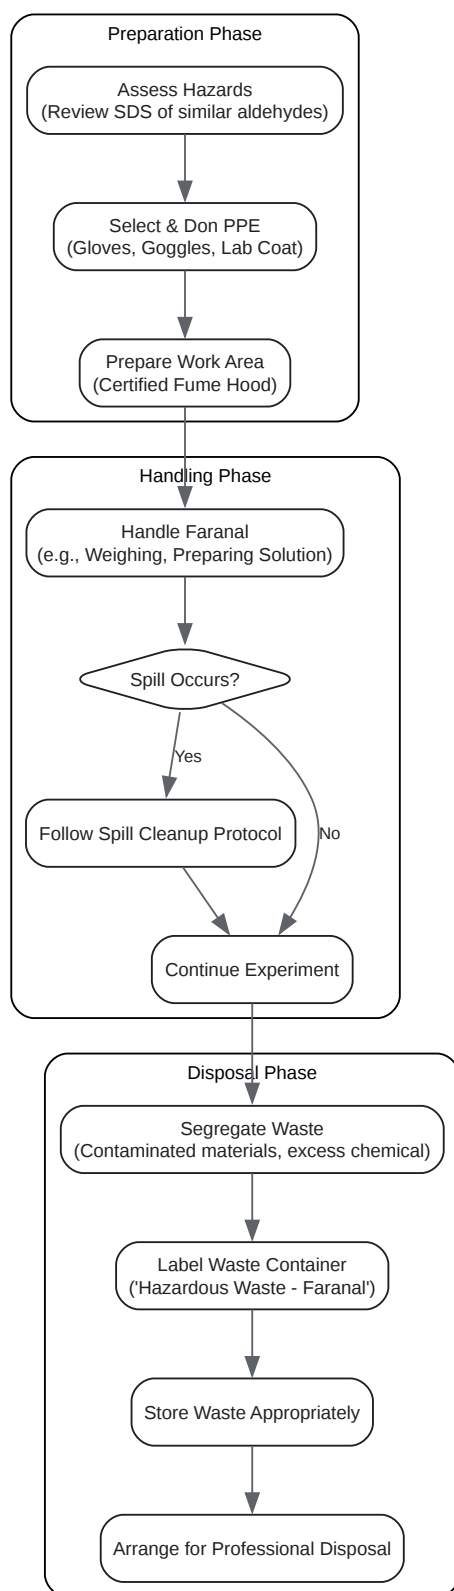 Preparation Phase
Assess Hazards
(Review SDS of similar aldehydes)
Select & Don PPE
(Gloves, Goggles, Lab Coat)
Prepare Work Area
(Certified Fume Hood)
Handling Phase
Handle Faranal
(e.g., Weighing, Preparing Solution)
Spill Occurs?
Yes
Follow Spill Cleanup Protocol
No
Continue Experiment
Disposal Phase
Segregate Waste
(Contaminated materials, excess chemical)
Label Waste Container
('Hazardous Waste - Faranal')
Store Waste Appropriately
Arrange for Professional Disposal